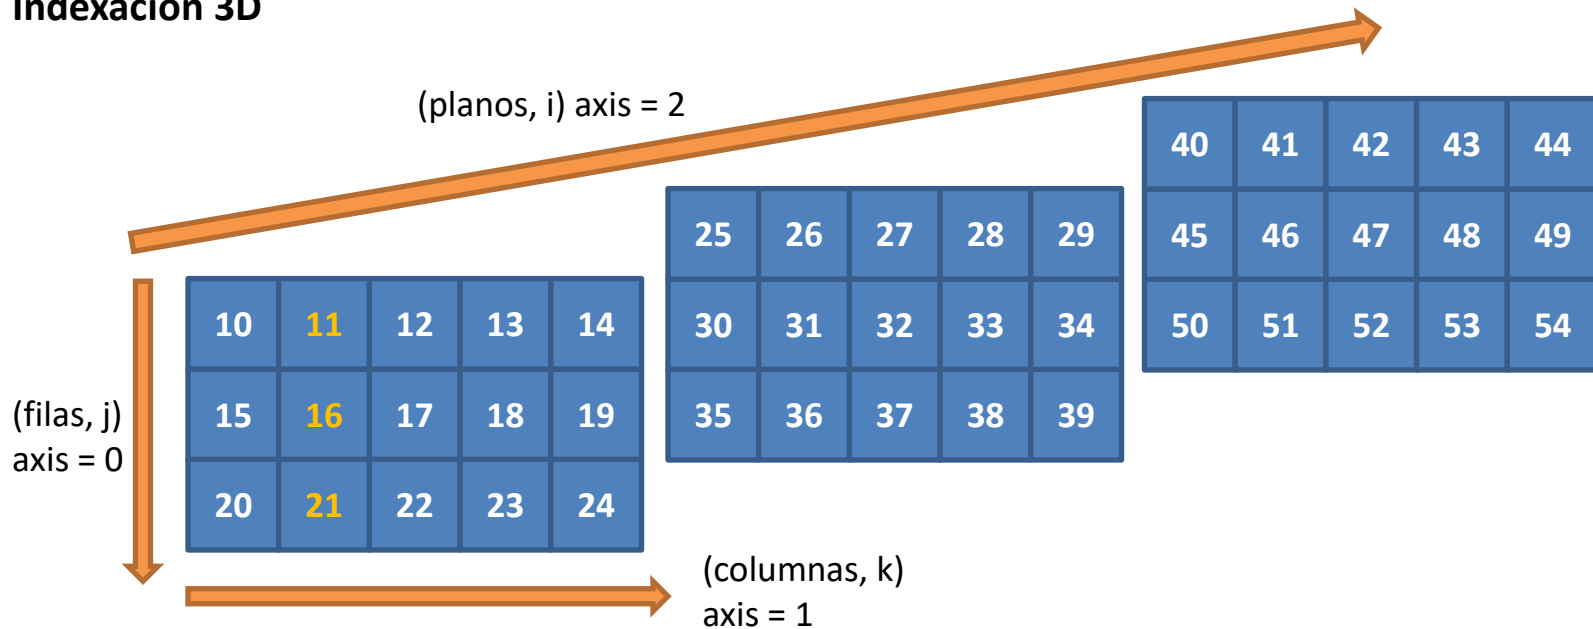 Indexación 3D
(planos, i) axis = 2
40 41 42 43 44
45 46 47 48 49
50 51 52 53 54
25 26 27 28 29
30 31 32 33 34
35 36 37 38 39
10 11 12 13 14
15 16 17 18 19
20 21 22 23 24
(filas, j)
axis = 0
(columnas, k)
axis = 1